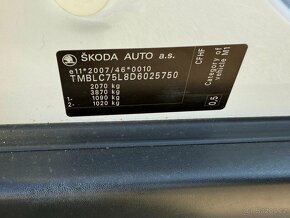 ŠKODA AUTO a.s.
e11*2007/46*0010
TMBLC75L8D6025750
2070 kg
3870 kg
1- 1090 kg
2- 1020 kg
CFHF
Category of
vehicle M1
0,5